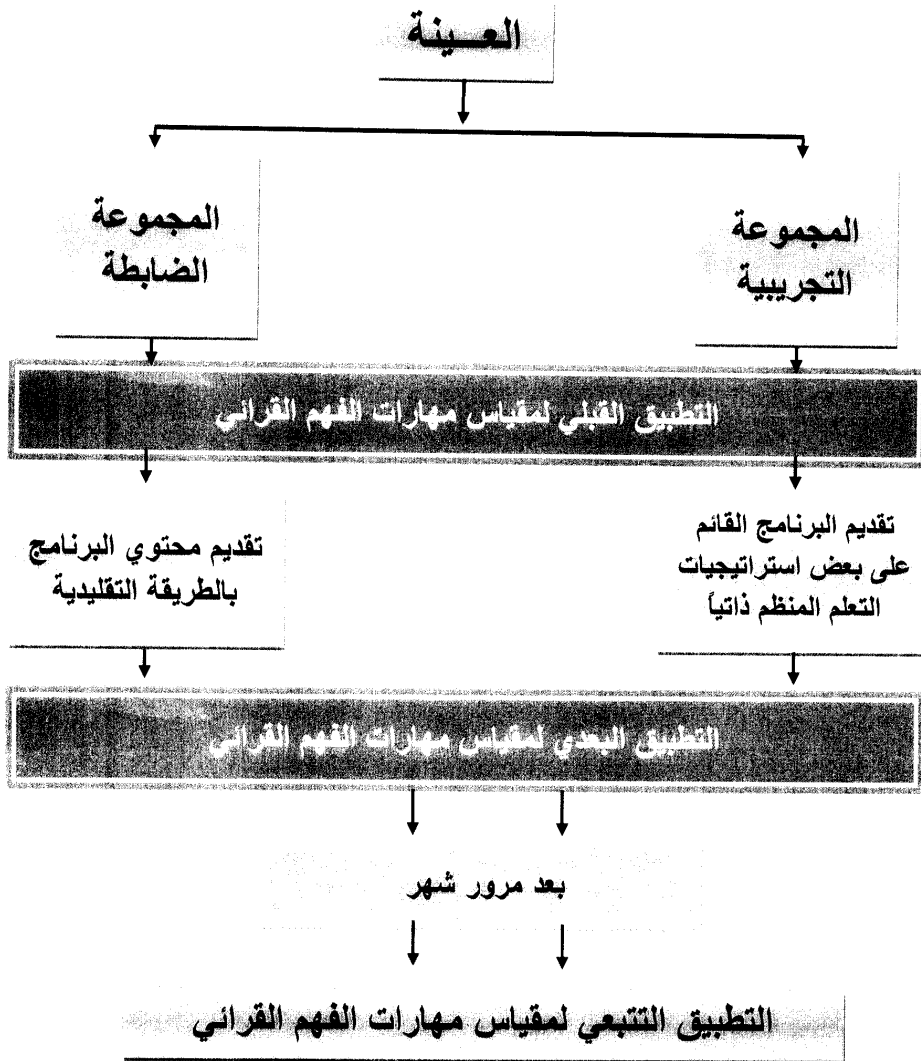 العـــينة
المجموعة
التجريبية
المجموعة
الضابطة
التطبيق القبلي لمقياس مهارات الفهم القرائي
تقديم البرنامج القائم
على بعض استراتيجيات
التعلم المنظم ذاتياً
تقديم محتوي البرنامج
بالطريقة التقليدية
التطبيق البعدي لمقياس مهارات الفهم القرائي
بعد مرور شهر
التطبيق التتبعي لمقياس مهارات الفهم القرائي